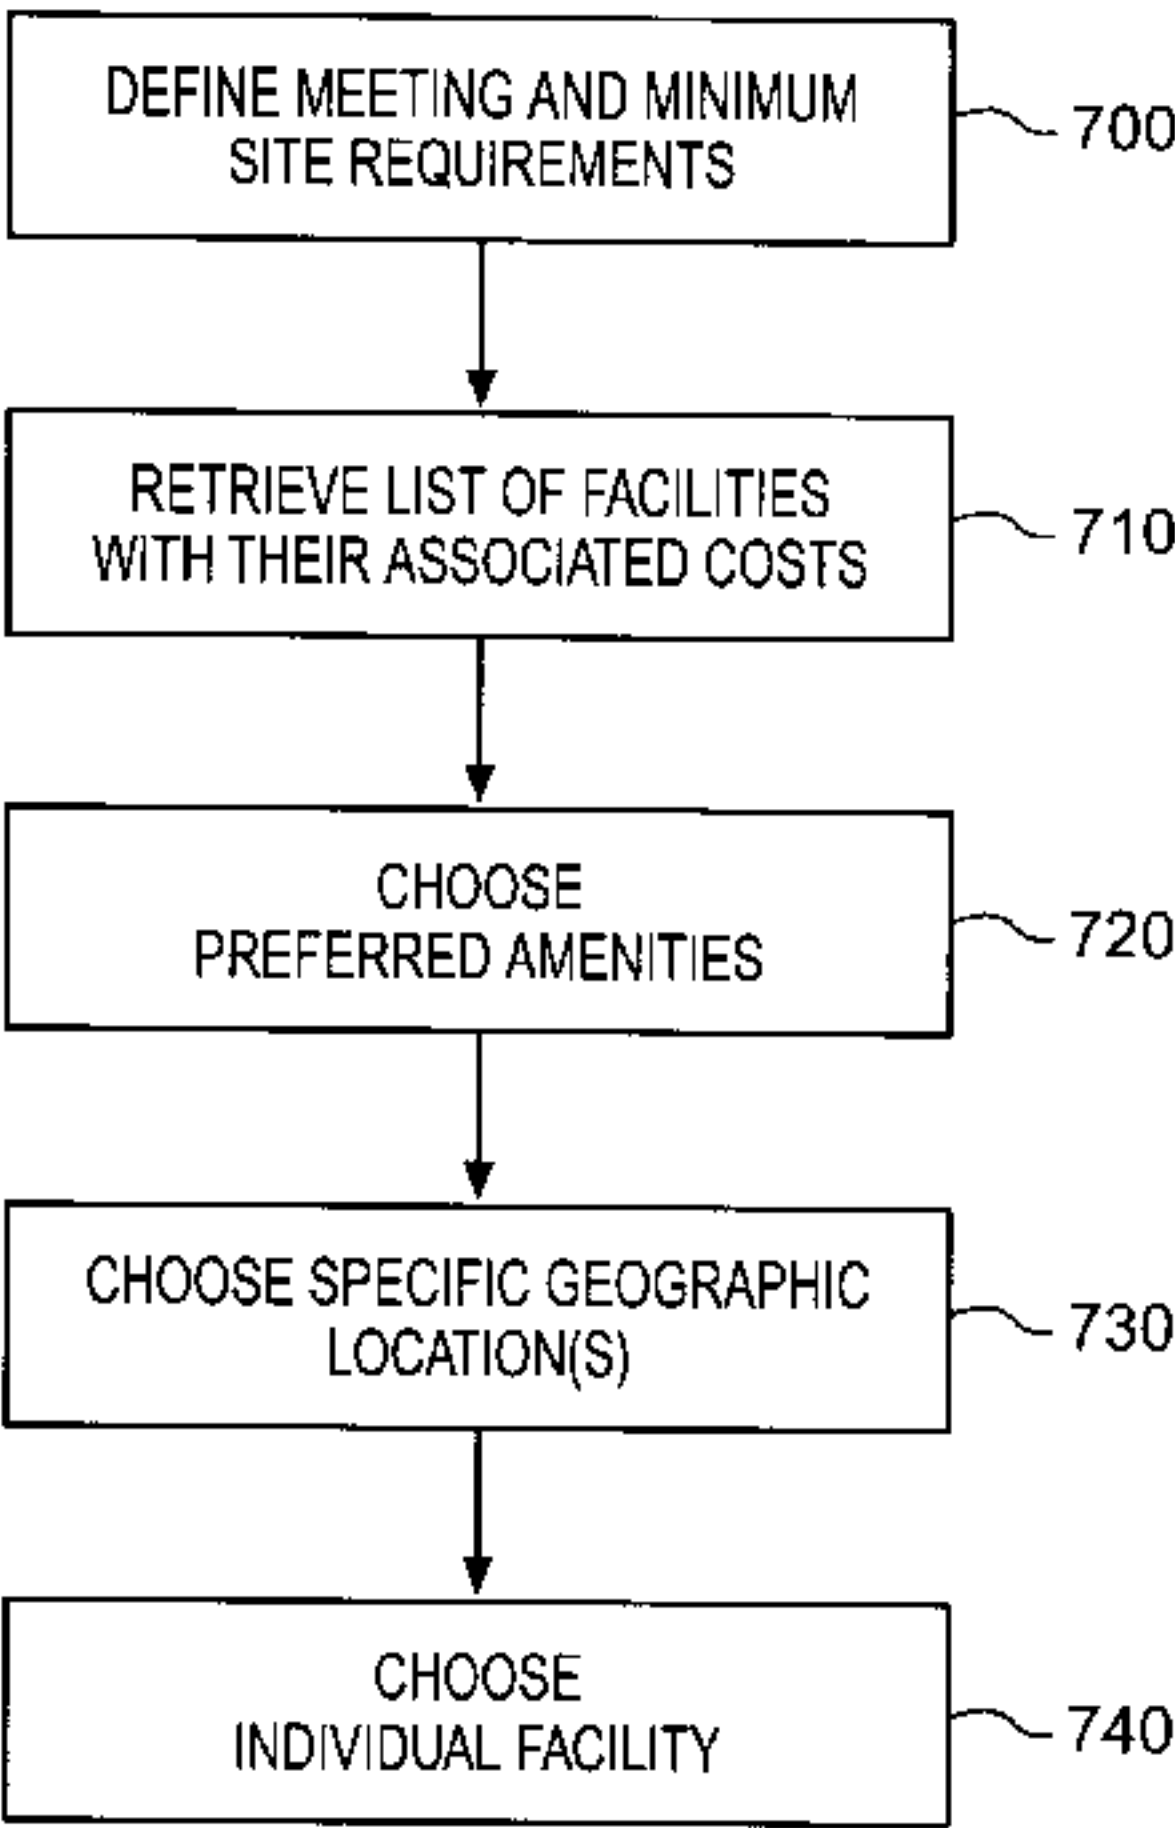 DEFINE MEETING AND MINIMUM
SITE REQUIREMENTS
700
RETRIEVE LIST OF FACILITIES
WITH THEIR ASSOCIATED COSTS
710
CHOOSE
PREFERRED AMENITIES
720
CHOOSE SPECIFIC GEOGRAPHIC
LOCATION(S)
730
CHOOSE
INDIVIDUAL FACILITY
740